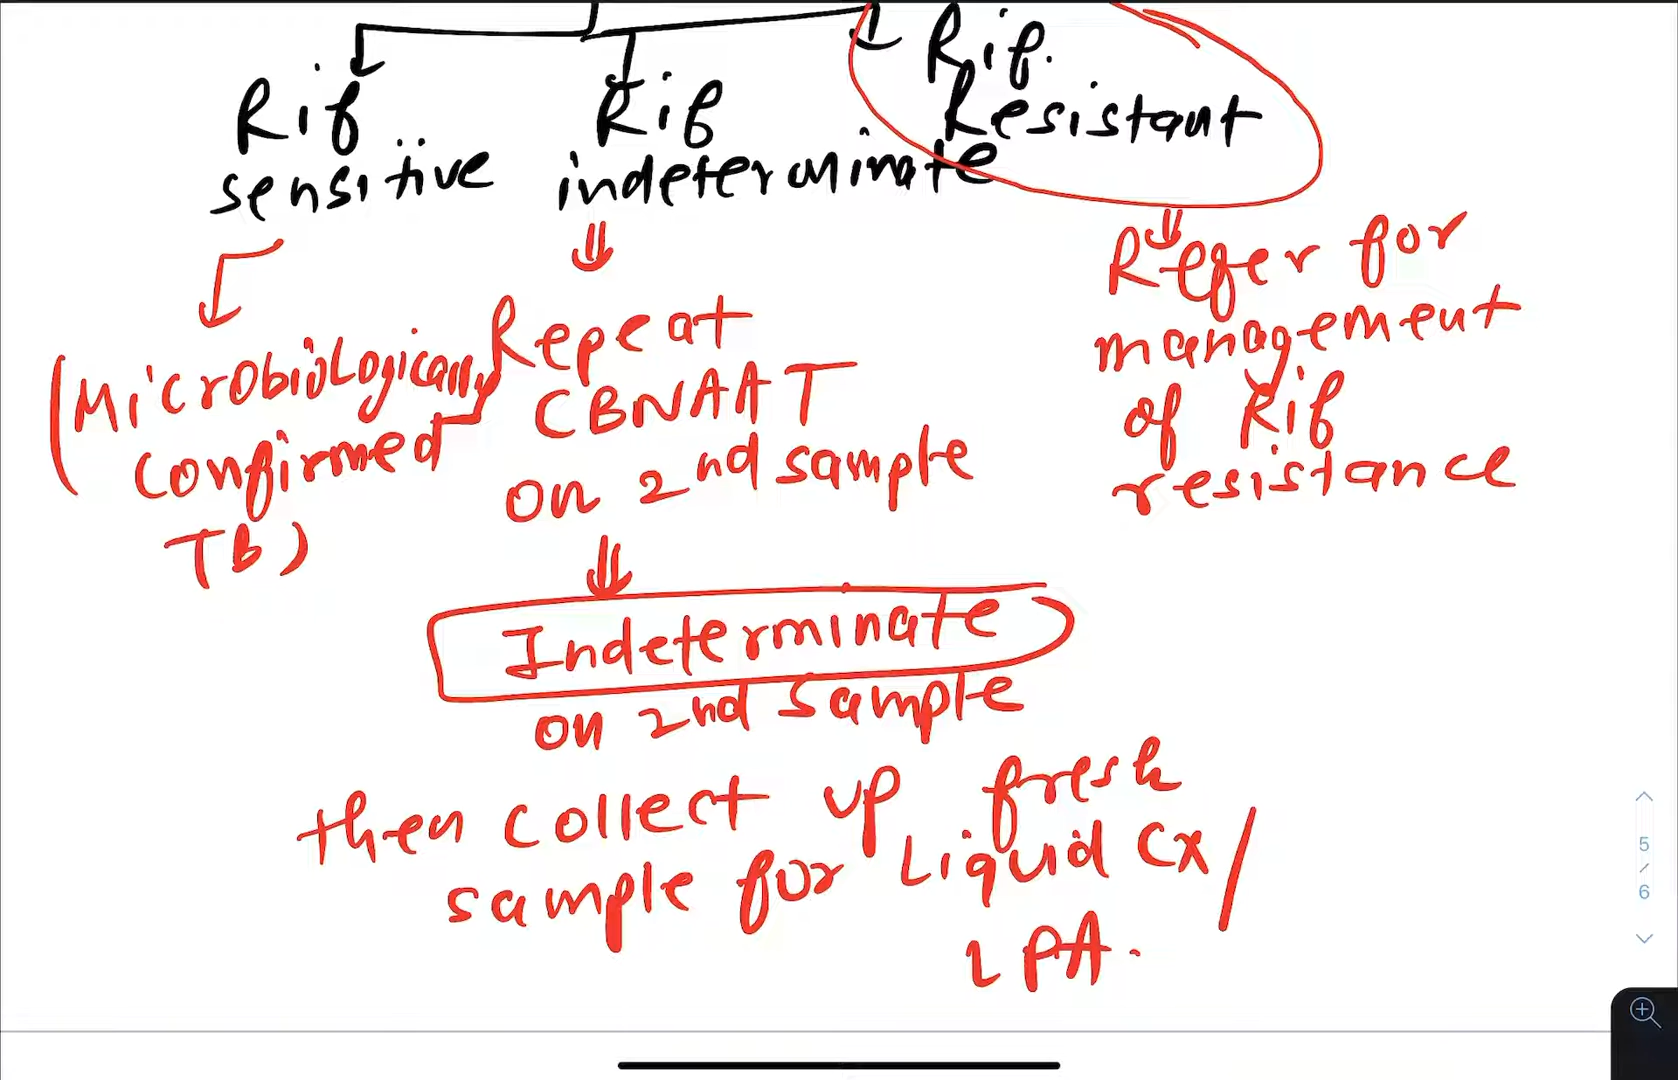 Rif
sensitive
Rif
indeterminate
Rif.
Resistant
(Microbiologically
confirmed
TB)
Repeat
CBNAAT
on 2nd sample
Refer for
management
of Rif
resistance
Indeterminate
on 2nd sample
then collect up fresh
sample for Liquid Cx/
LPA.
5
/
6